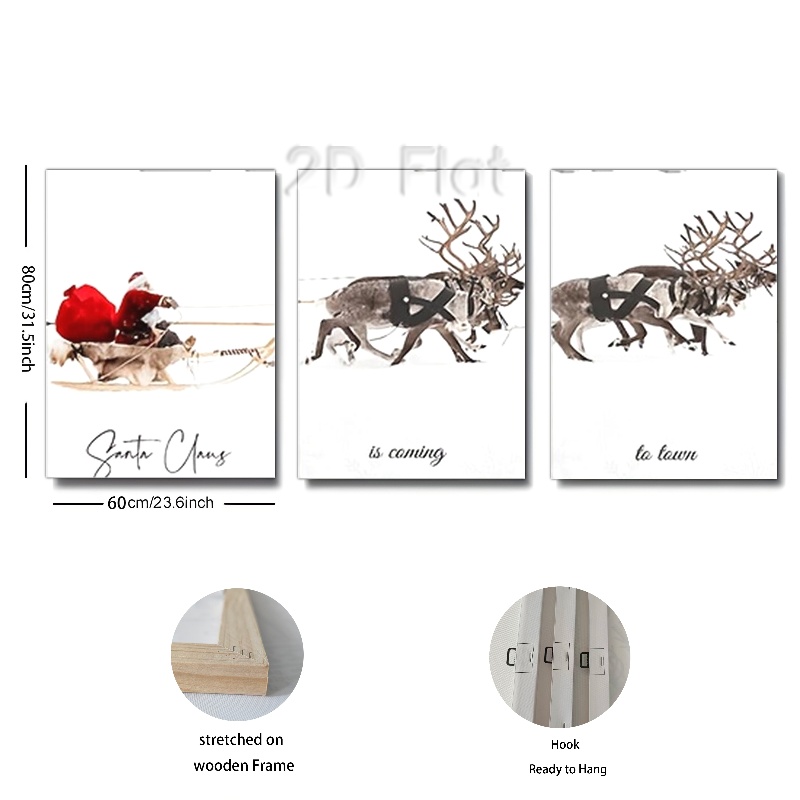 2D Flat
80cm/31.5inch
Santa Claus
is coming
to town
60cm/23.6inch
stretched on
wooden Frame
Hook
Ready to Hang